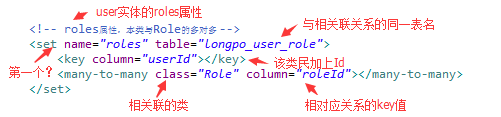 user实体的roles属性
<!-- roles属性，本类与Role的多对多 -->
与相关联关系的同一表名
<set name="roles" table="longpo_user_role">
第一个?
<key column="userId"></key>
该类民加上Id
<many-to-many class="Role" column="roleId"></many-to-many>
</set>
相关联的类
相对应关系的key值